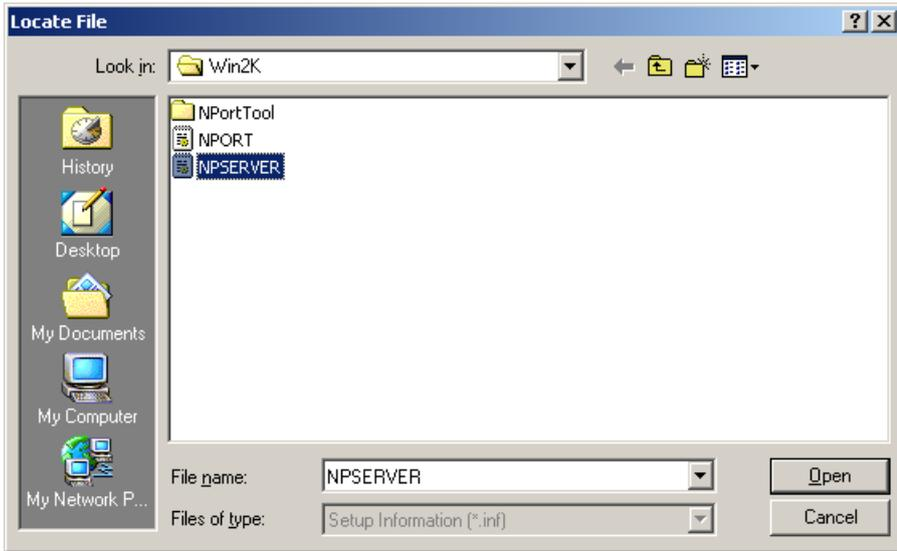 Locate File
Look in:
Win2K
History
Desktop
My Documents
My Computer
My Network P...
NPortTool
NPORT
NPSERVER
File name:
NPSERVER
Open
Files of type:
Setup Information (*.inf)
Cancel